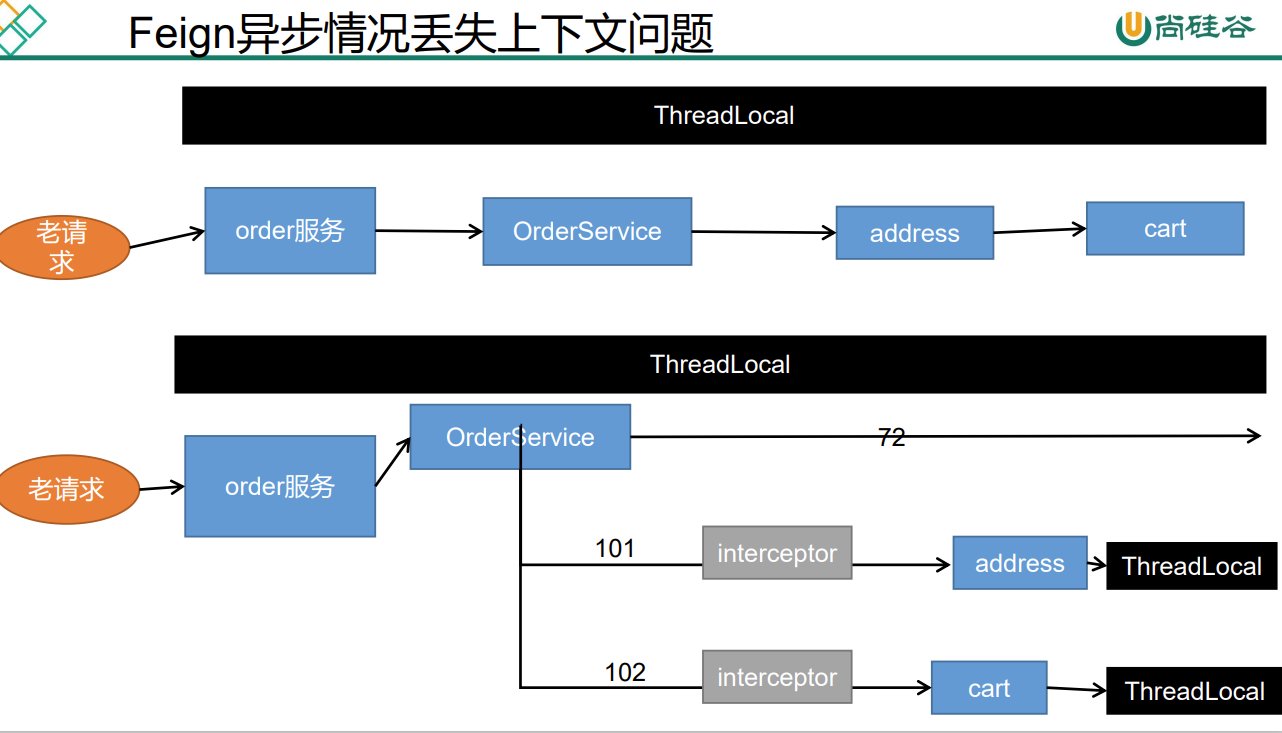 Feign异步情况丢失上下文问题
尚硅谷
ThreadLocal
老请
求
order服务
OrderService
address
cart
ThreadLocal
OrderService
72
老请求
order服务
101
interceptor
address
ThreadLocal
102
interceptor
cart
ThreadLocal